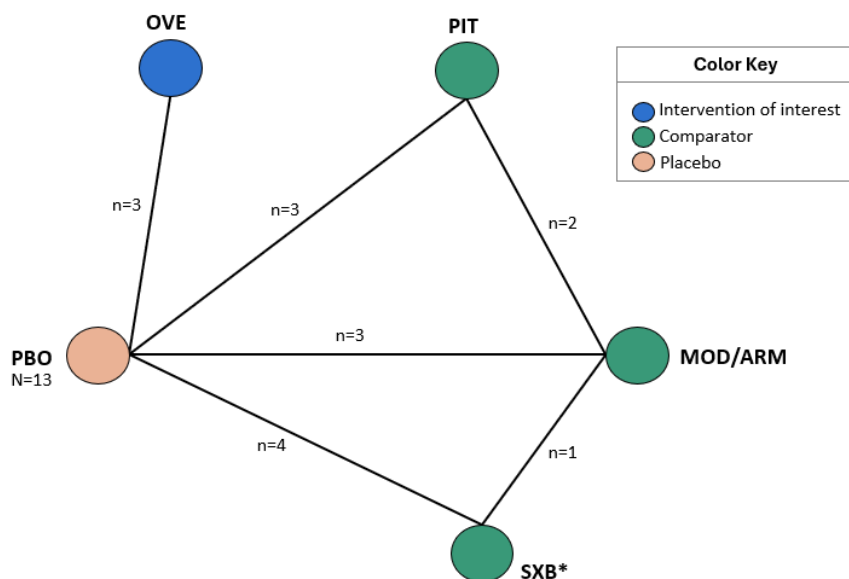 OVE
PIT
Color Key
Intervention of interest
Comparator
Placebo
n=3
n=3
n=2
n=3
PBO
N=13
MOD/ARM
n=4
n=1
SXB*